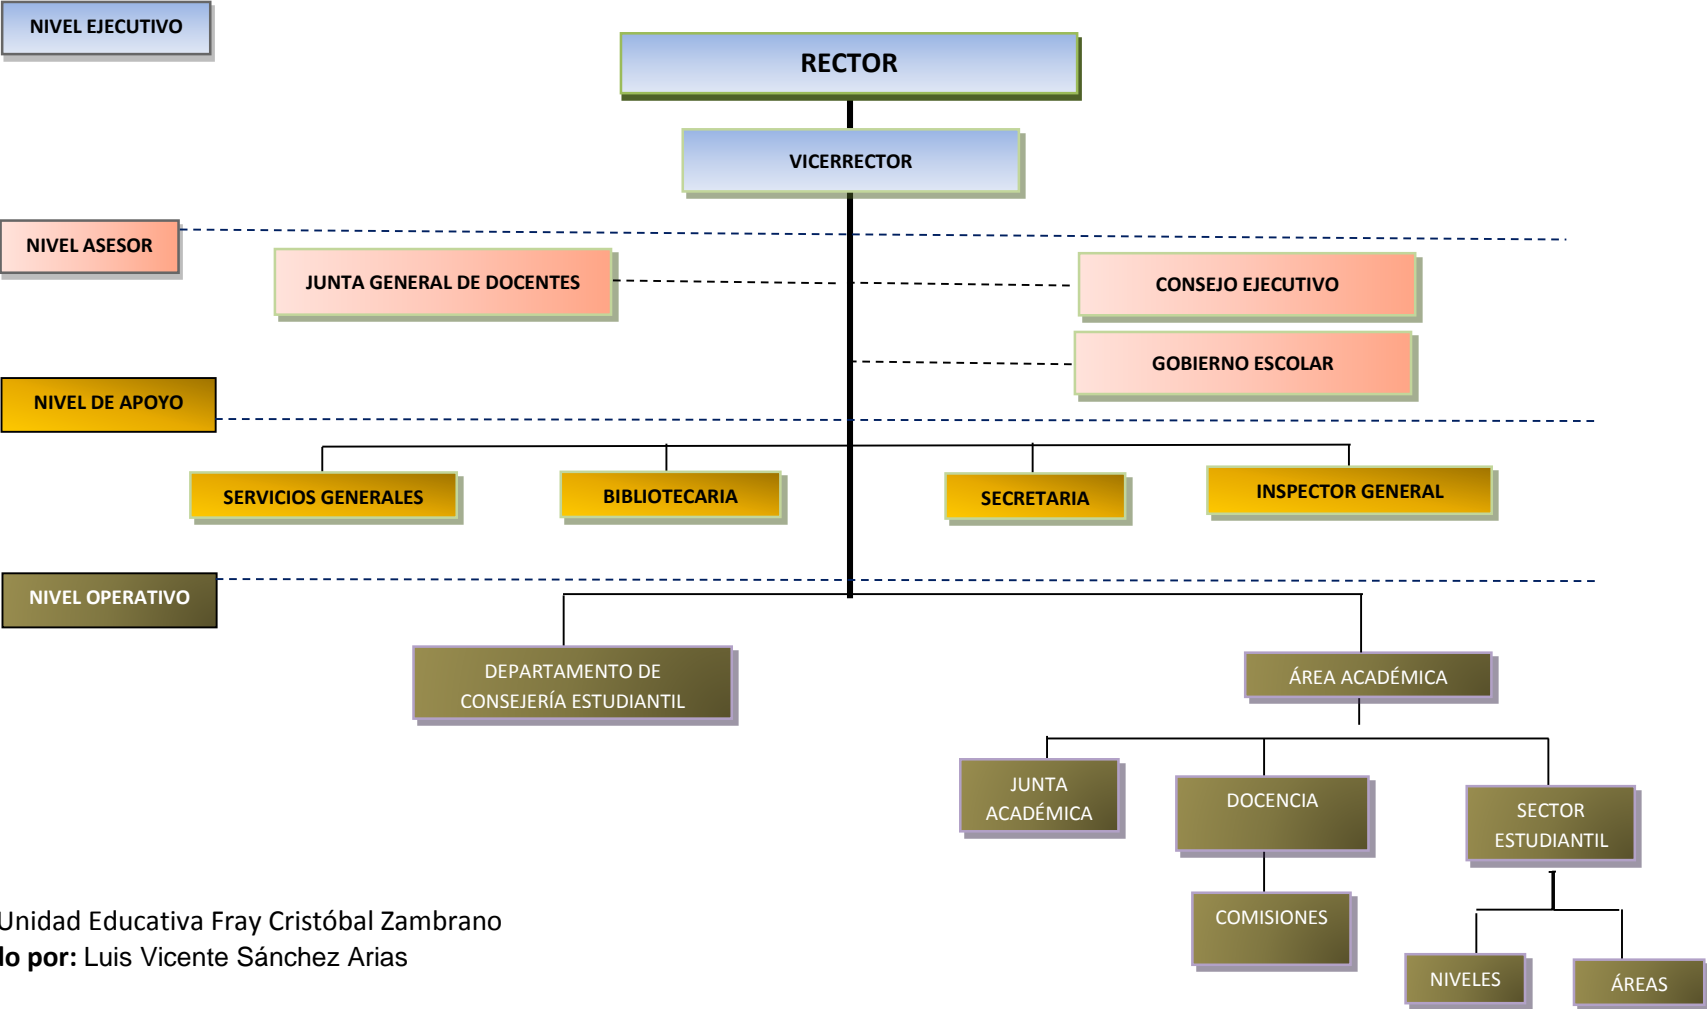 NIVEL EJECUTIVO
RECTOR
VICERRECTOR
NIVEL ASESOR
JUNTA GENERAL DE DOCENTES
CONSEJO EJECUTIVO
GOBIERNO ESCOLAR
NIVEL DE APOYO
SERVICIOS GENERALES
BIBLIOTECARIA
SECRETARIA
INSPECTOR GENERAL
NIVEL OPERATIVO
DEPARTAMENTO DE
CONSEJERÍA ESTUDIANTIL
ÁREA ACADÉMICA
JUNTA
ACADÉMICA
DOCENCIA
SECTOR
ESTUDIANTIL
COMISIONES
NIVELES
ÁREAS
Unidad Educativa Fray Cristóbal Zambrano
do por: Luis Vicente Sánchez Arias